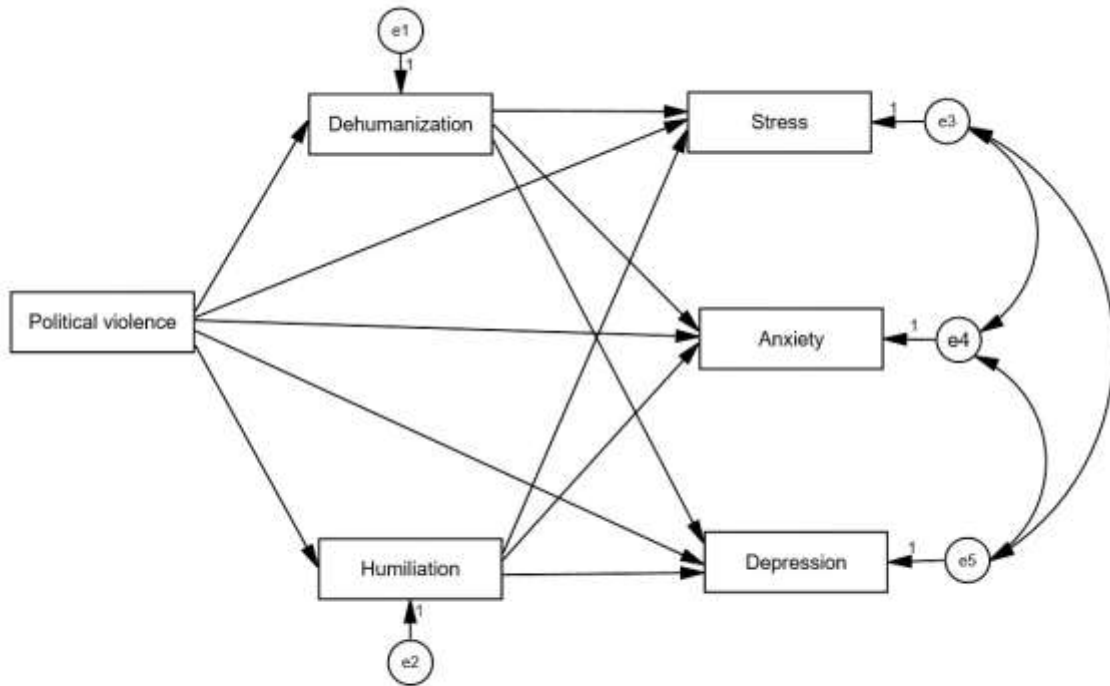 e1
1
Dehumanization
Stress
1
e3
Political violence
Anxiety
1
e4
Humiliation
1
e2
Depression
1
e5